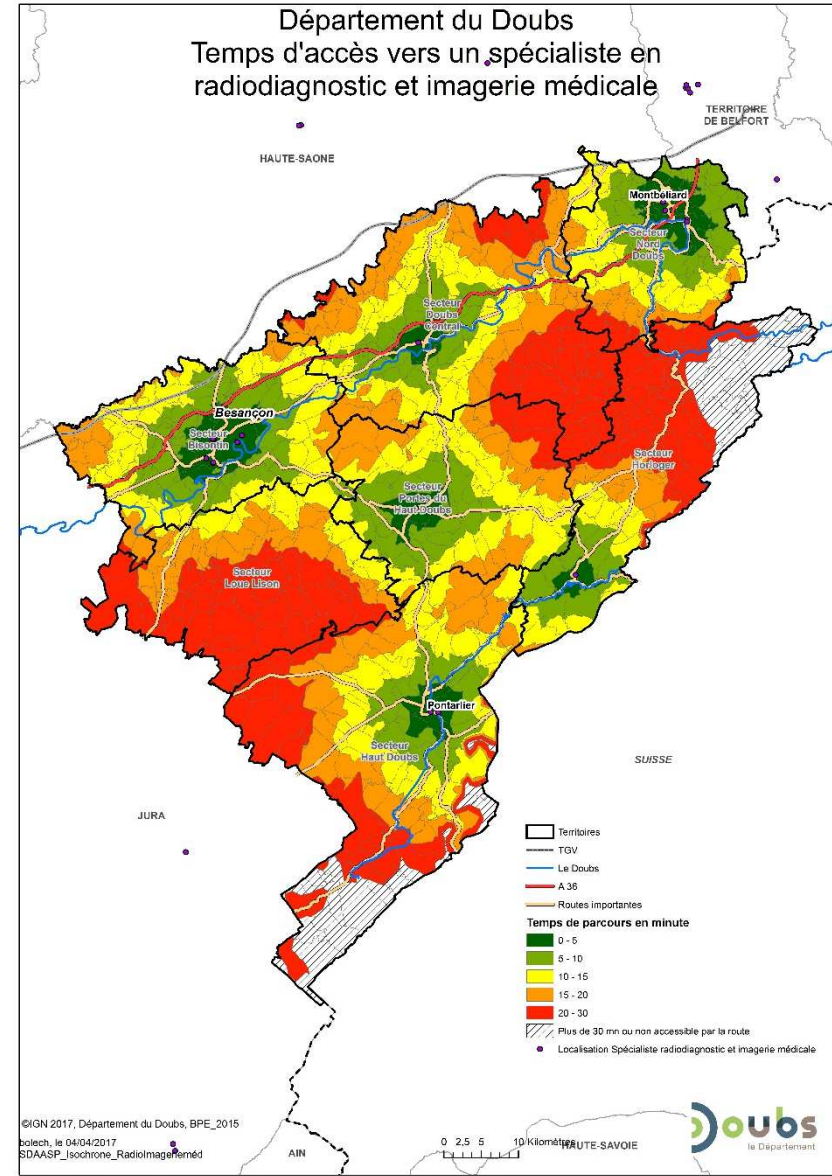 Département du Doubs
Temps d'accès vers un spécialiste en
radiodiagnostic et imagerie médicale
TERRITOIRE
DE BELFORT
HAUTE-SAONE
Montbéliard
Secteur
Nord
Doubs
Secteur
Doubs
Central
Besançon
Secteur
Bisontin
Secteur
Horloger
Secteur
Portes du
Haut Doubs
Secteur
Loue Lison
Pontarlier
Secteur
Haut Doubs
SUISSE
JURA
Territoires
TGV
Le Doubs
A 36
Routes importantes
Temps de parcours en minute
0 - 5
5 - 10
10 - 15
15 - 20
20 - 30
Plus de 30 mn ou non accessible par la route
Localisation Spécialiste radiodiagnostic et imagerie médicale
©IGN 2017, Département du Doubs, BPE_2015
bolech, le 04/04/2017
SDAASP_Isochrone_RadioImagerieméd
AIN
0 2,5 5 10 Kilomètres
HAUTE-SAVOIE
Doubs
le Département